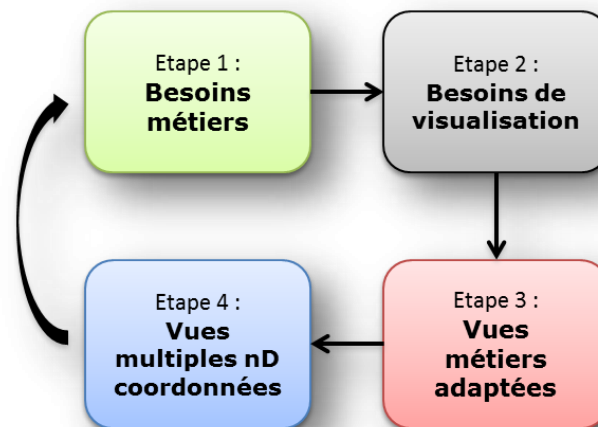 Etape 1 :
Besoins
métiers
Etape 2 :
Besoins de
visualisation
Etape 3 :
Vues
métiers
adaptées
Etape 4 :
Vues
multiples nD
coordonnées